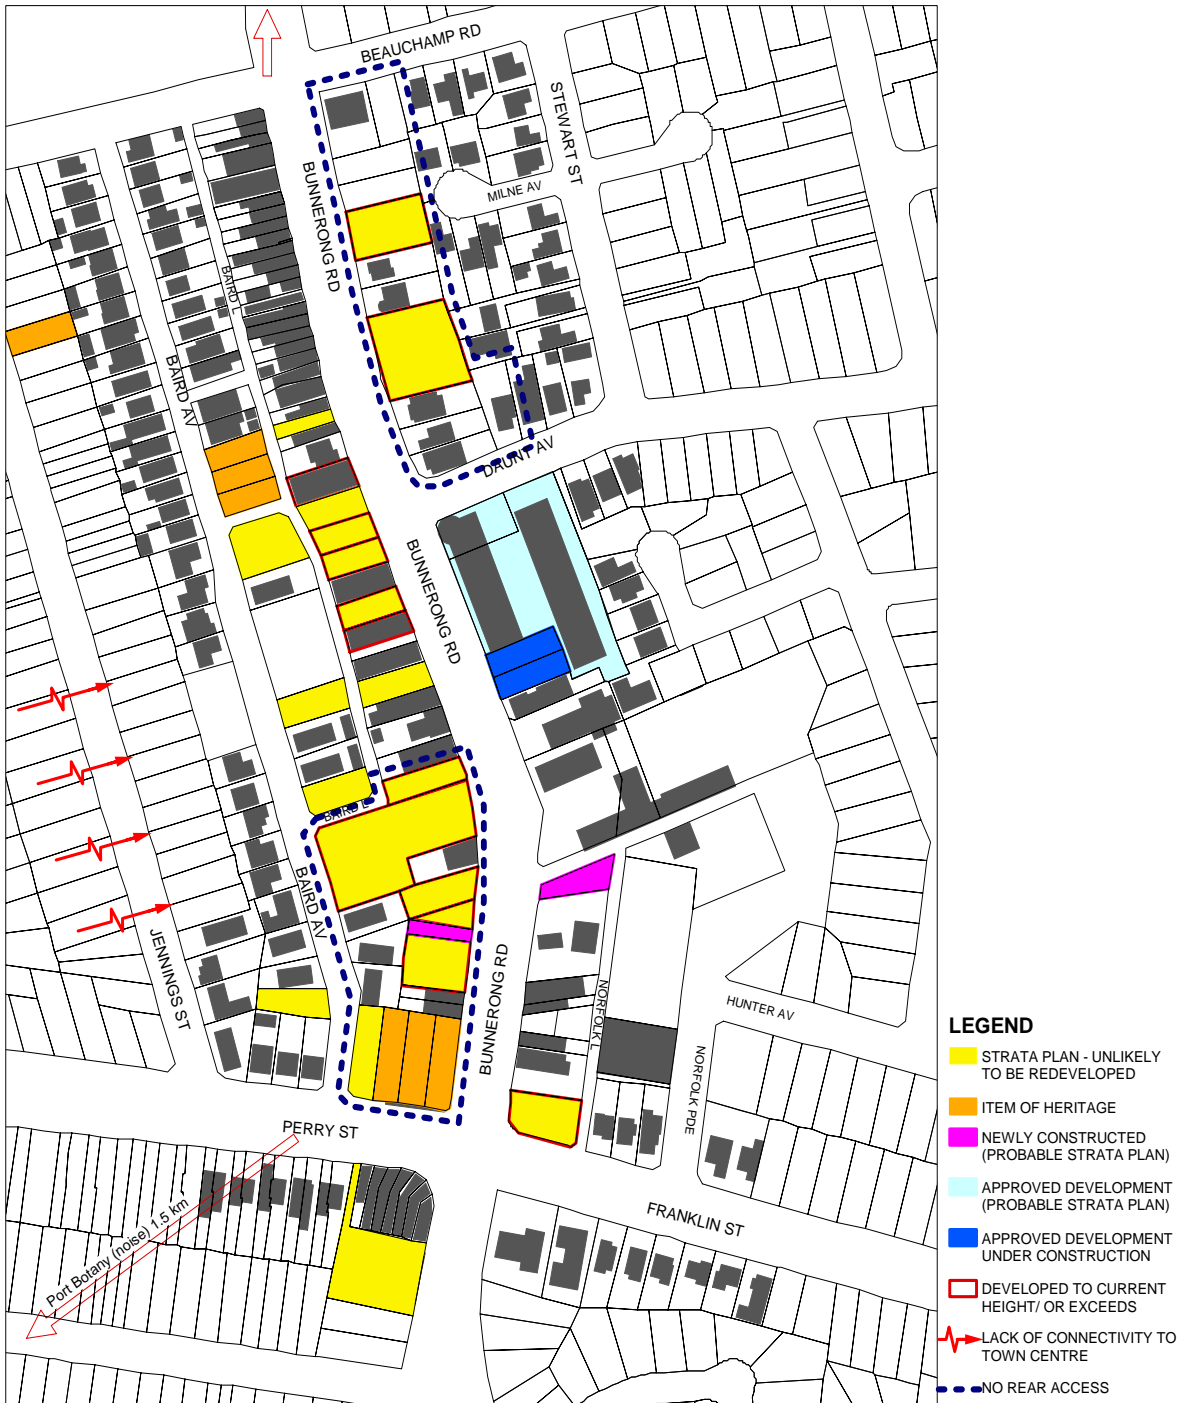 BEAUCHAMP RD
STEWART ST
BUNNERONG RD
MILNE AV
BAIRD L
BAIRD AV
DAUNT AV
BUNNERONG RD
BAIRD L
BAIRD AV
JENNINGS ST
BUNNERONG RD
NORFOLK L
HUNTER AV
NORFOLK PDE
PERRY ST
FRANKLIN ST
Port Botany (noise) 1.5 km
LEGEND
STRATA PLAN - UNLIKELY
TO BE REDEVELOPED
ITEM OF HERITAGE
NEWLY CONSTRUCTED
(PROBABLE STRATA PLAN)
APPROVED DEVELOPMENT
(PROBABLE STRATA PLAN)
APPROVED DEVELOPMENT
UNDER CONSTRUCTION
DEVELOPED TO CURRENT
HEIGHT/ OR EXCEEDS
LACK OF CONNECTIVITY TO
TOWN CENTRE
NO REAR ACCESS